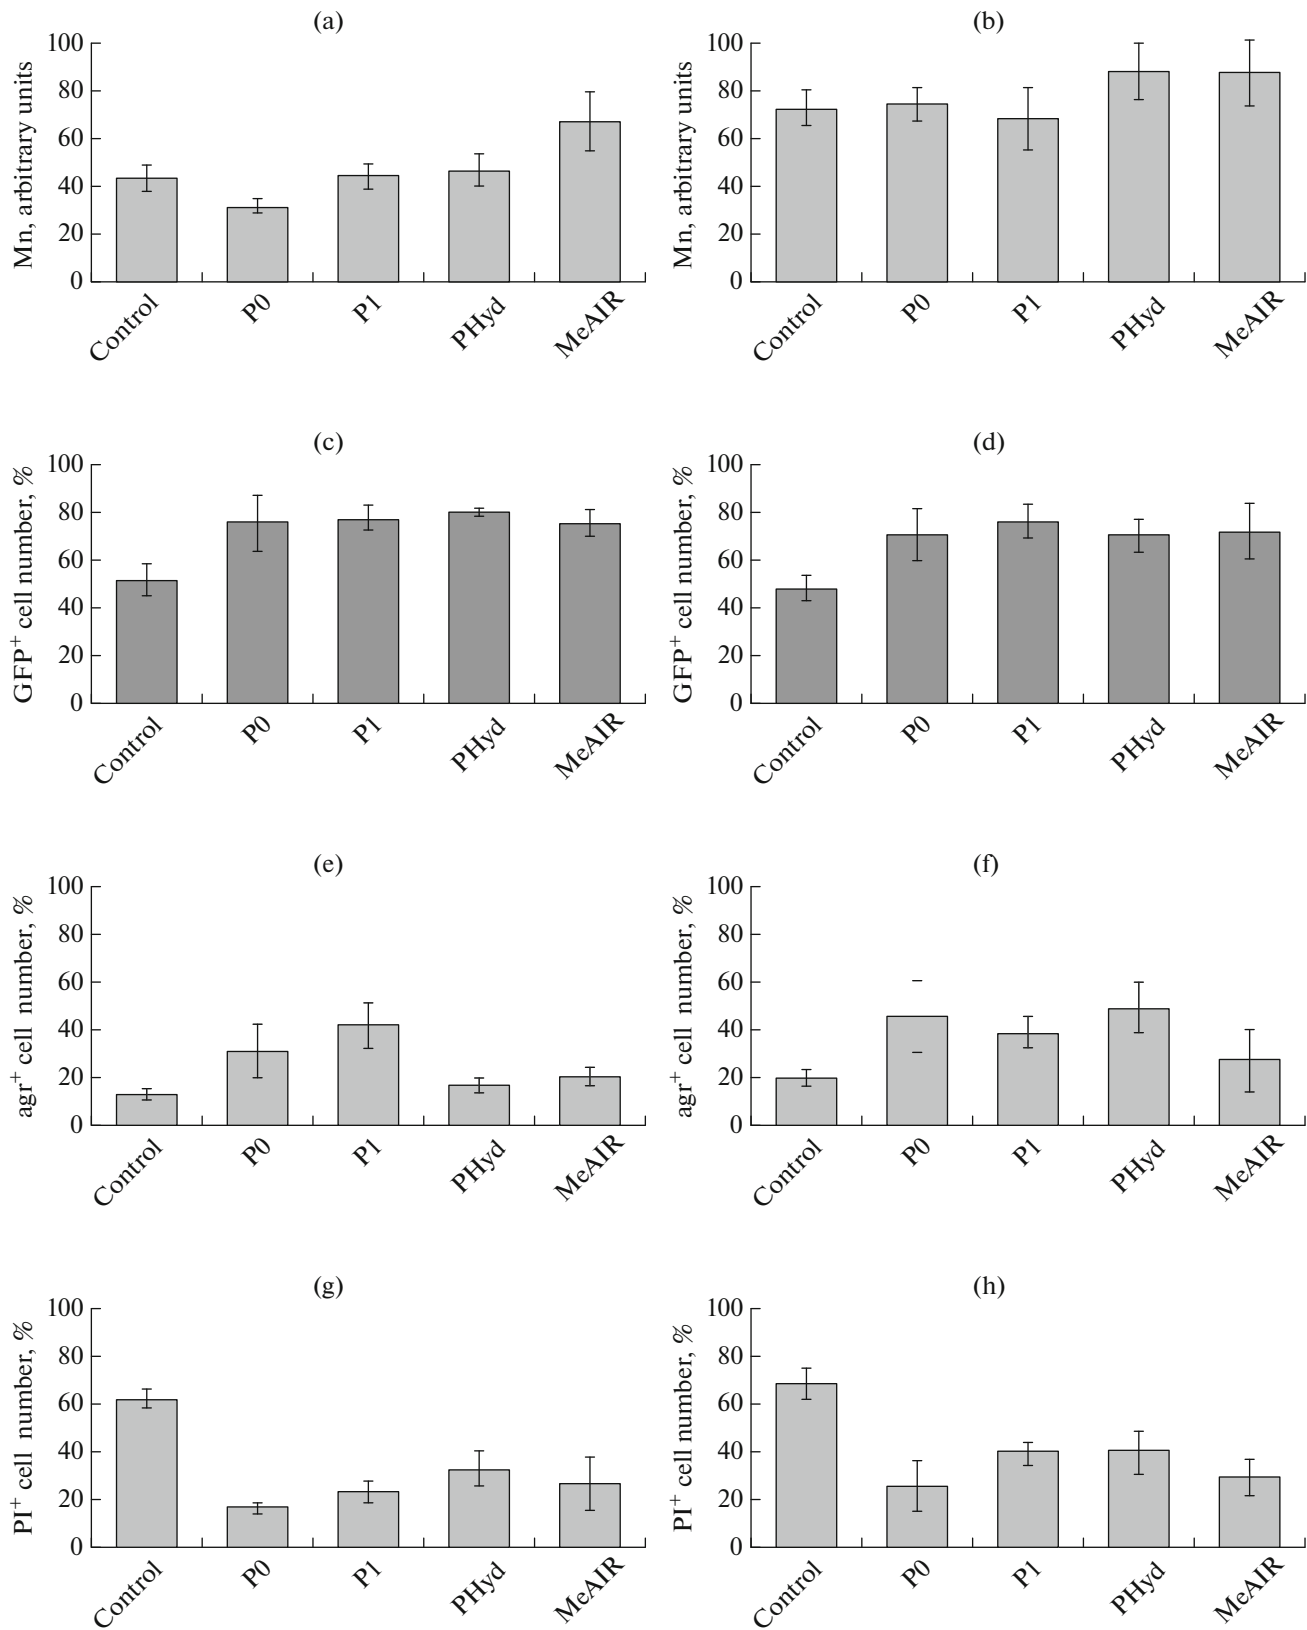 (a)
Mn, arbitrary units
100
80
60
40
20
0
Control
P0
P1
PHyd
MeAIR
(b)
Mn, arbitrary units
100
80
60
40
20
0
Control
P0
P1
PHyd
MeAIR
(c)
GFP⁺ cell number, %
100
80
60
40
20
0
Control
P0
P1
PHyd
MeAIR
(d)
GFP⁺ cell number, %
100
80
60
40
20
0
Control
P0
P1
PHyd
MeAIR
(e)
agr⁺ cell number, %
100
80
60
40
20
0
Control
P0
P1
PHyd
MeAIR
(f)
agr⁺ cell number, %
100
80
60
40
20
0
Control
P0
P1
PHyd
MeAIR
(g)
PI⁺ cell number, %
100
80
60
40
20
0
Control
P0
P1
PHyd
MeAIR
(h)
PI⁺ cell number, %
100
80
60
40
20
0
Control
P0
P1
PHyd
MeAIR